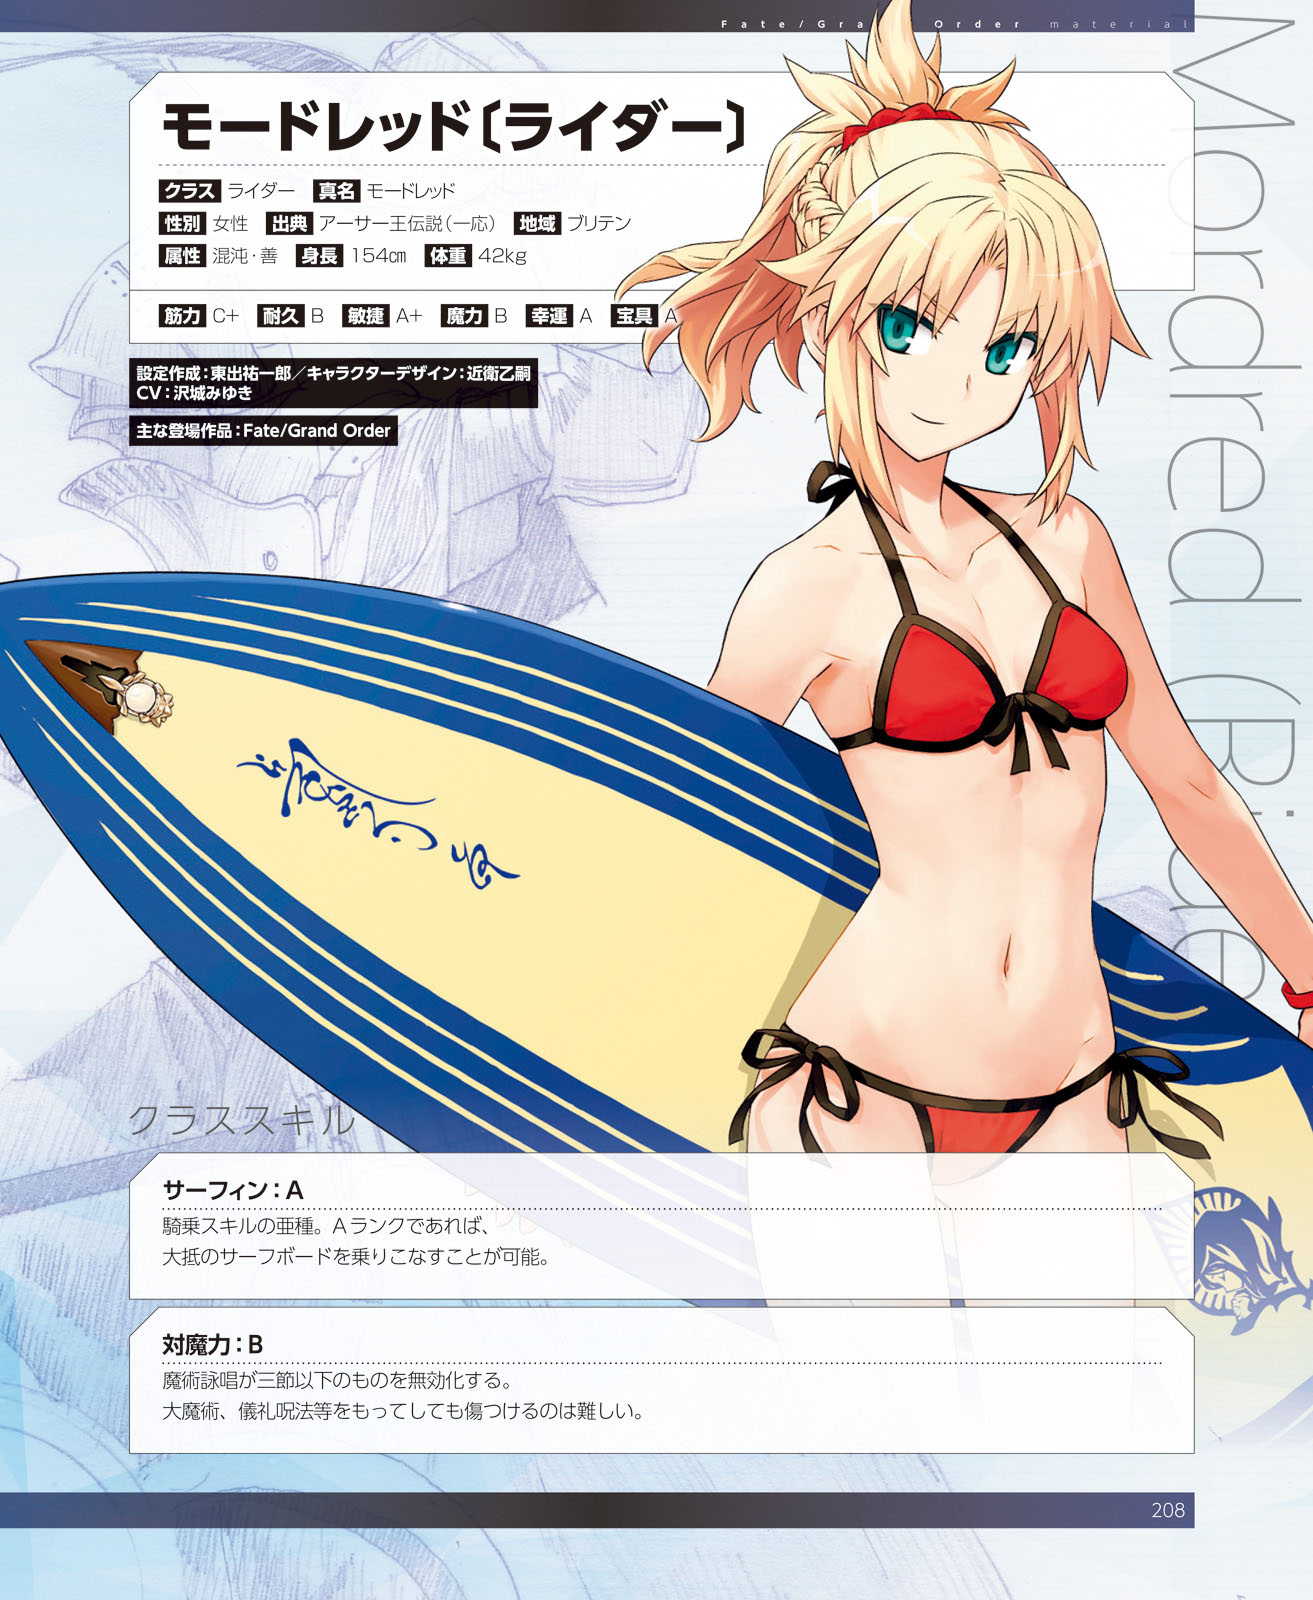 Fate/Gra Order material
モードレッド〔ライダー〕
クラス ライダー 真名 モードレッド
性別 女性 出典 アーサー王伝説(一応) 地域 ブリテン
属性 混沌・善 身長 154㎝ 体重 42kg
筋力 C+ 耐久 B 敏捷 A+ 魔力 B 幸運 A 宝具 A
設定作成:東出祐一郎/キャラクターデザイン:近衛乙嗣
CV:沢城みゆき
主な登場作品:Fate/Grand Order
Mordred (Ride
クラススキル
サーフィン:A
騎乗スキルの亜種。Aランクであれば、
大抵のサーフボードを乗りこなすことが可能。
対魔力:B
魔術詠唱が三節以下のものを無効化する。
大魔術、儀礼呪法等をもってしても傷つけるのは難しい。
208